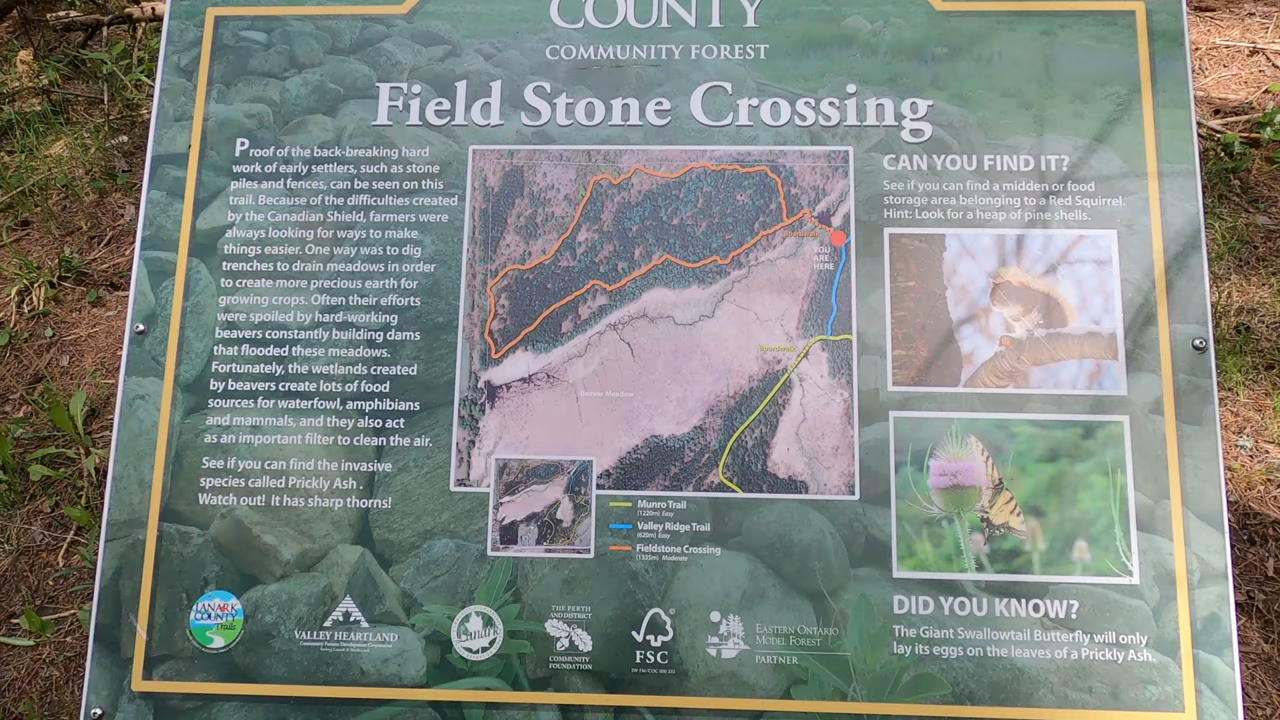 COUNTY
COMMUNITY FOREST
Field Stone Crossing
Proof of the back-breaking hard
work of early settlers, such as stone
piles and fences, can be seen on this
trail. Because of the difficulties created
by the Canadian Shield, farmers were
always looking for ways to make
things easier. One way was to dig
trenches to drain meadows in order
to create more precious earth for
growing crops. Often their efforts
were spoiled by hard-working
beavers constantly building dams
that flooded these meadows.
Fortunately, the wetlands created
by beavers create lots of food
sources for waterfowl, amphibians
and mammals, and they also act
as an important filter to clean the air.
See if you can find the invasive
species called Prickly Ash .
Watch out! It has sharp thorns!
Boardwalk
YOU
ARE
HERE
Boardwalk
Beaver Meadow
Munro Trail
(1220m) Easy
Valley Ridge Trail
(620m) Easy
Fieldstone Crossing
(1335m) Moderate
CAN YOU FIND IT?
See if you can find a midden or food
storage area belonging to a Red Squirrel.
Hint: Look for a heap of pine shells.
DID YOU KNOW?
The Giant Swallowtail Butterfly will only
lay its eggs on the leaves of a Prickly Ash.
LANARK
COUNTY
Trails
VALLEY HEARTLAND
Community Futures Development Corporation
Lanark
THE PERTH
AND DISTRICT
COMMUNITY
FOUNDATION
FSC
EASTERN ONTARIO
MODEL FOREST
PARTNER